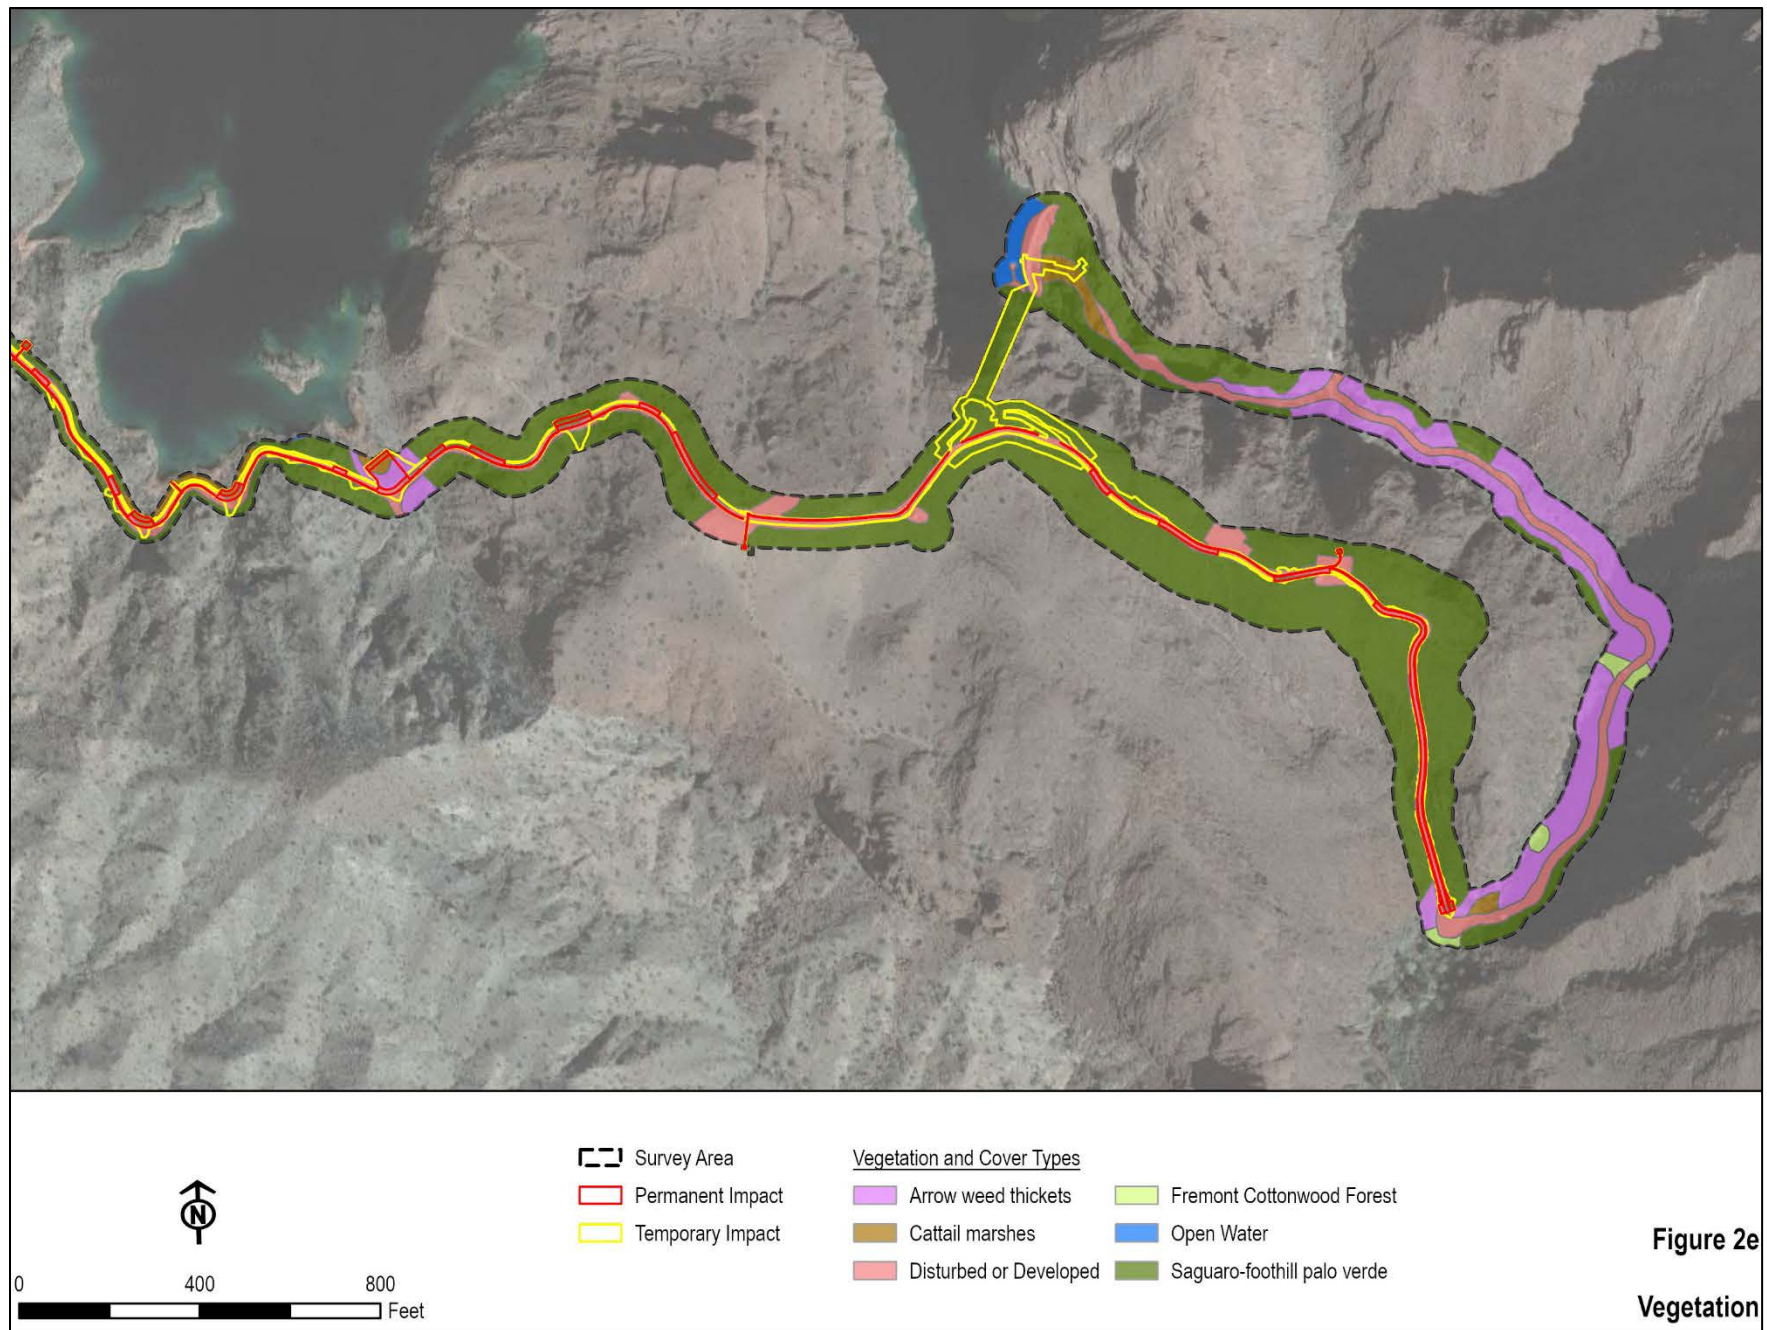 Survey Area
Permanent Impact
Temporary Impact
Vegetation and Cover Types
Arrow weed thickets
Cattail marshes
Disturbed or Developed
Fremont Cottonwood Forest
Open Water
Saguaro-foothill palo verde
N
0 400 800
Feet
Figure 2e
Vegetation